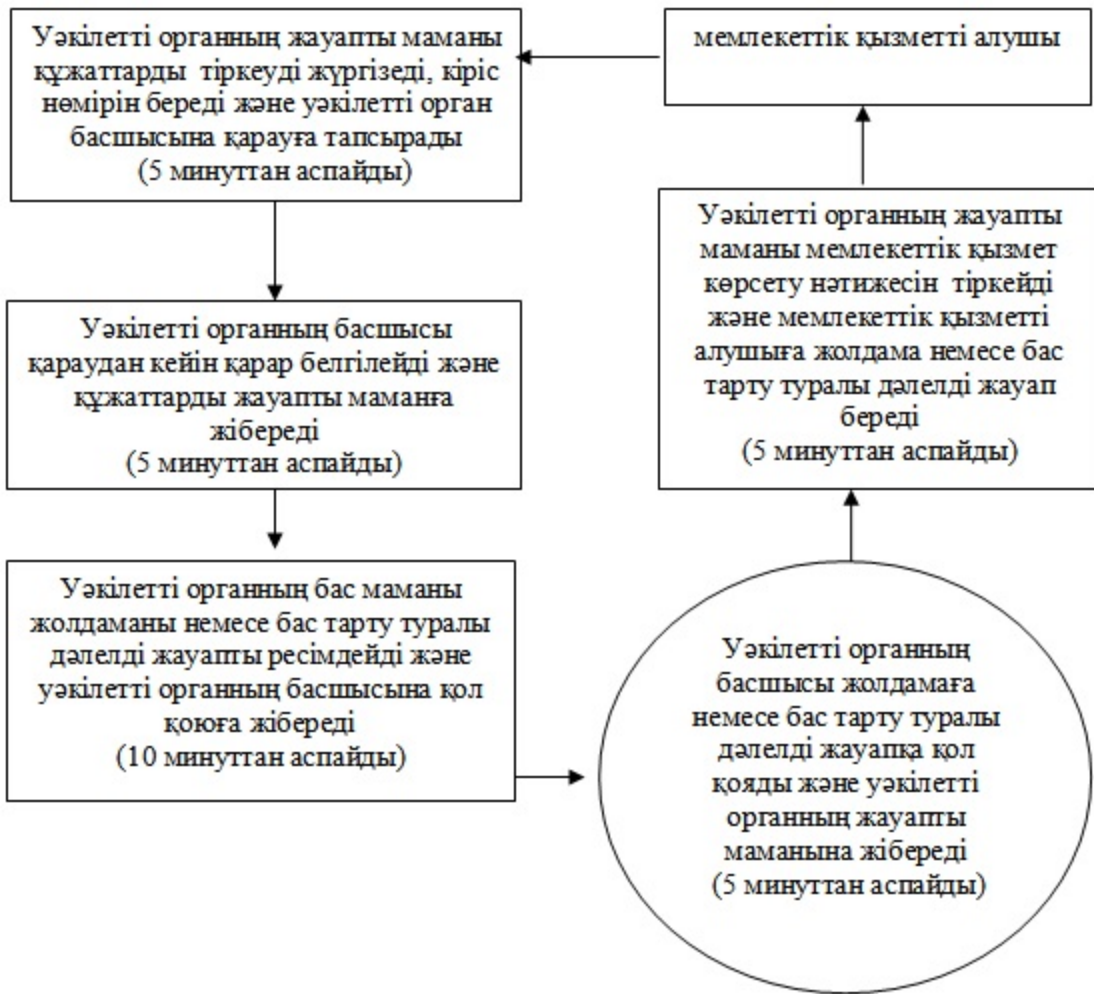 мемлекеттік қызметті алушы
Уәкілетті органның жауапты маманы
құжаттарды тіркеуді жүргізеді, кіріс
нөмірін береді және уәкілетті орган
басшысына қарауға тапсырады
(5 минуттан аспайды)
Уәкілетті органның басшысы
қараудан кейін қарар белгілейді және
құжаттарды жауапты маманға
жібереді
(5 минуттан аспайды)
Уәкілетті органның бас маманы
жолдаманы немесе бас тарту туралы
дәлелді жауапты ресімдейді және
уәкілетті органның басшысына қол
қоюға жібереді
(10 минуттан аспайды)
Уәкілетті органның
басшысы жолдамаға
немесе бас тарту туралы
дәлелді жауапқа қол
қояды және уәкілетті
органның жауапты
маманына жібереді
(5 минуттан аспайды)
Уәкілетті органның жауапты
маманы мемлекеттік қызмет
көрсету нәтижесін тіркейді
және мемлекеттік қызметті
алушыға жолдама немесе бас
тарту туралы дәлелді жауап
береді
(5 минуттан аспайды)